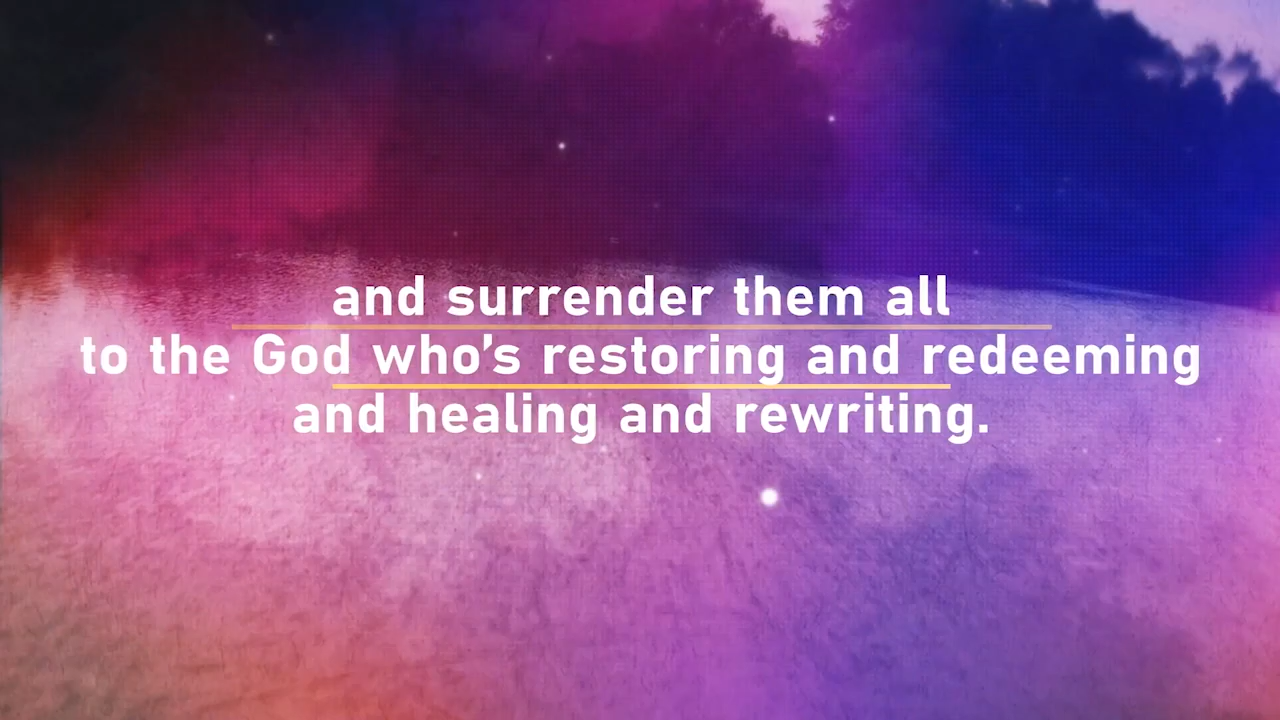 and surrender them all
to the God who's restoring and redeeming
and healing and rewriting.